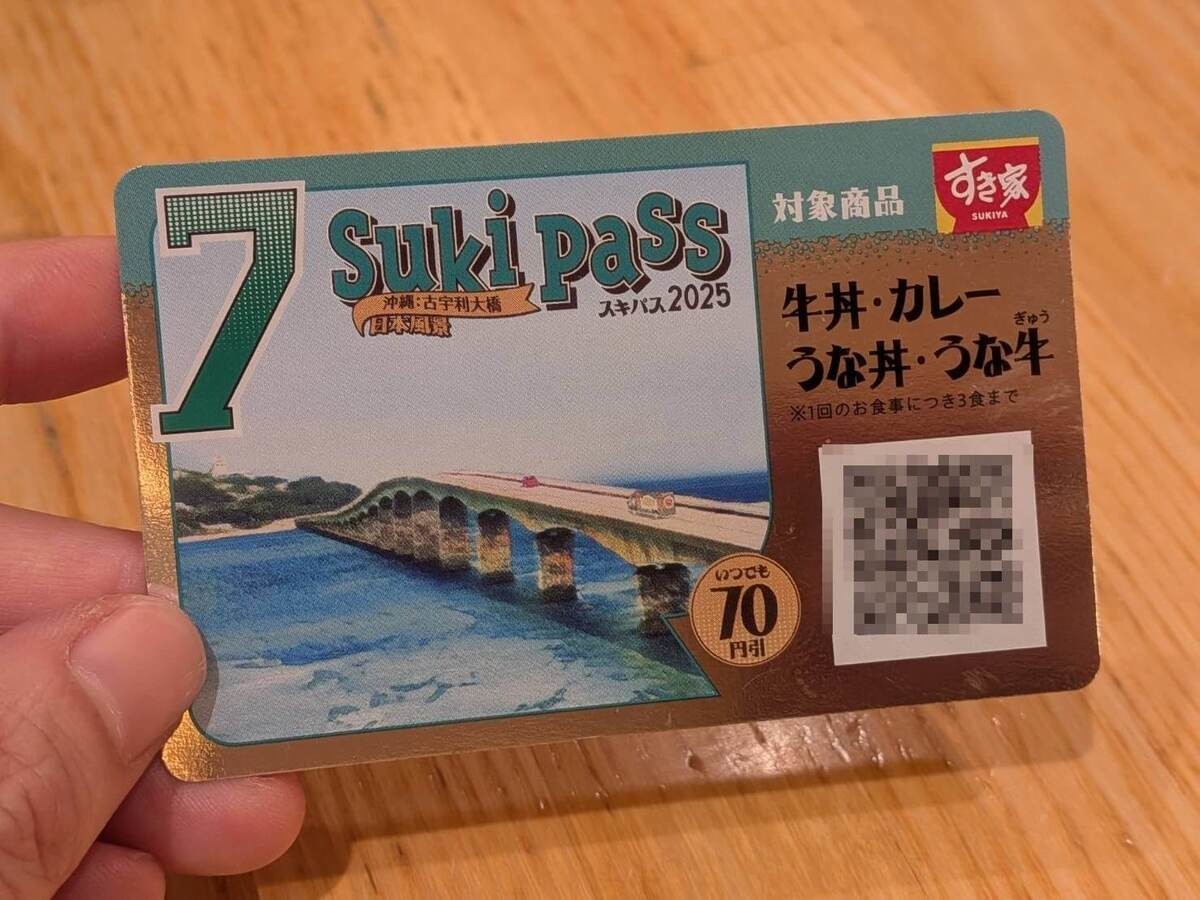 7
Suki pass
沖縄:古宇利大橋
日本風景
スキパス2025
対象商品
すき家
SUKIYA
牛丼・カレー
ぎゅう
うな丼・うな牛
※1回のお食事につき3食まで
いつでも
70
円引